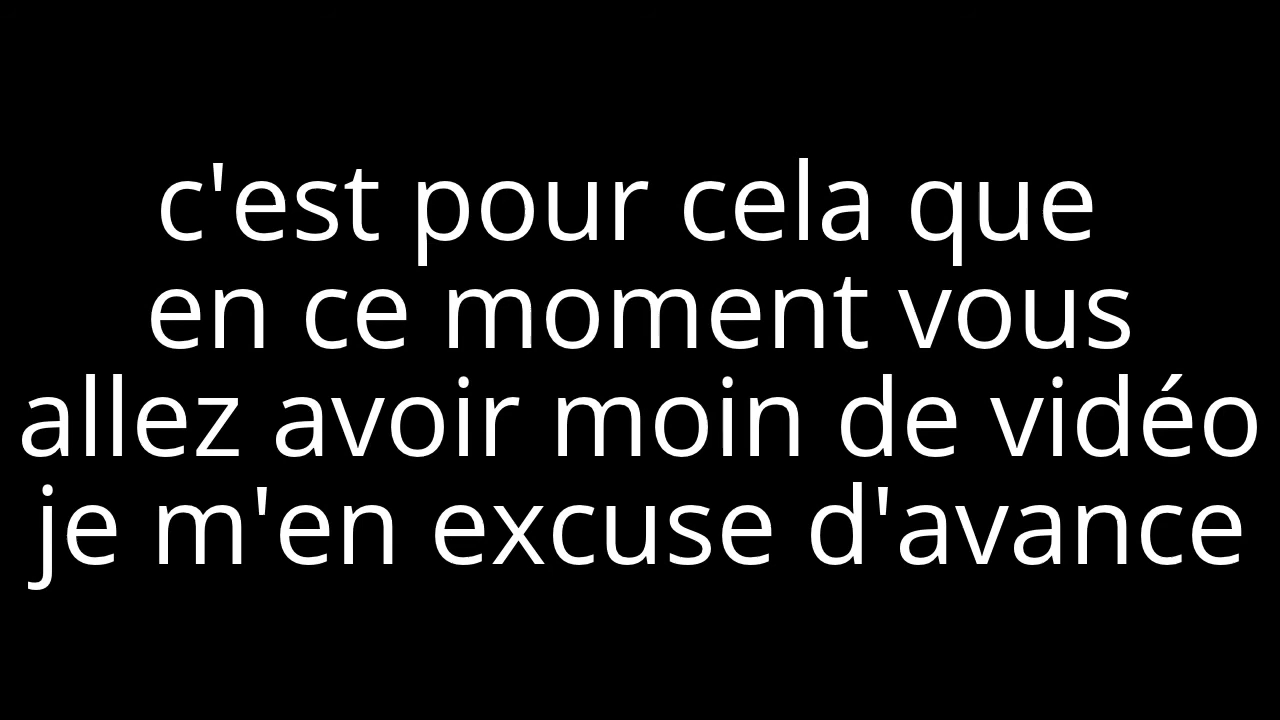 c'est pour cela que
en ce moment vous
allez avoir moin de vidéo
je m'en excuse d'avance